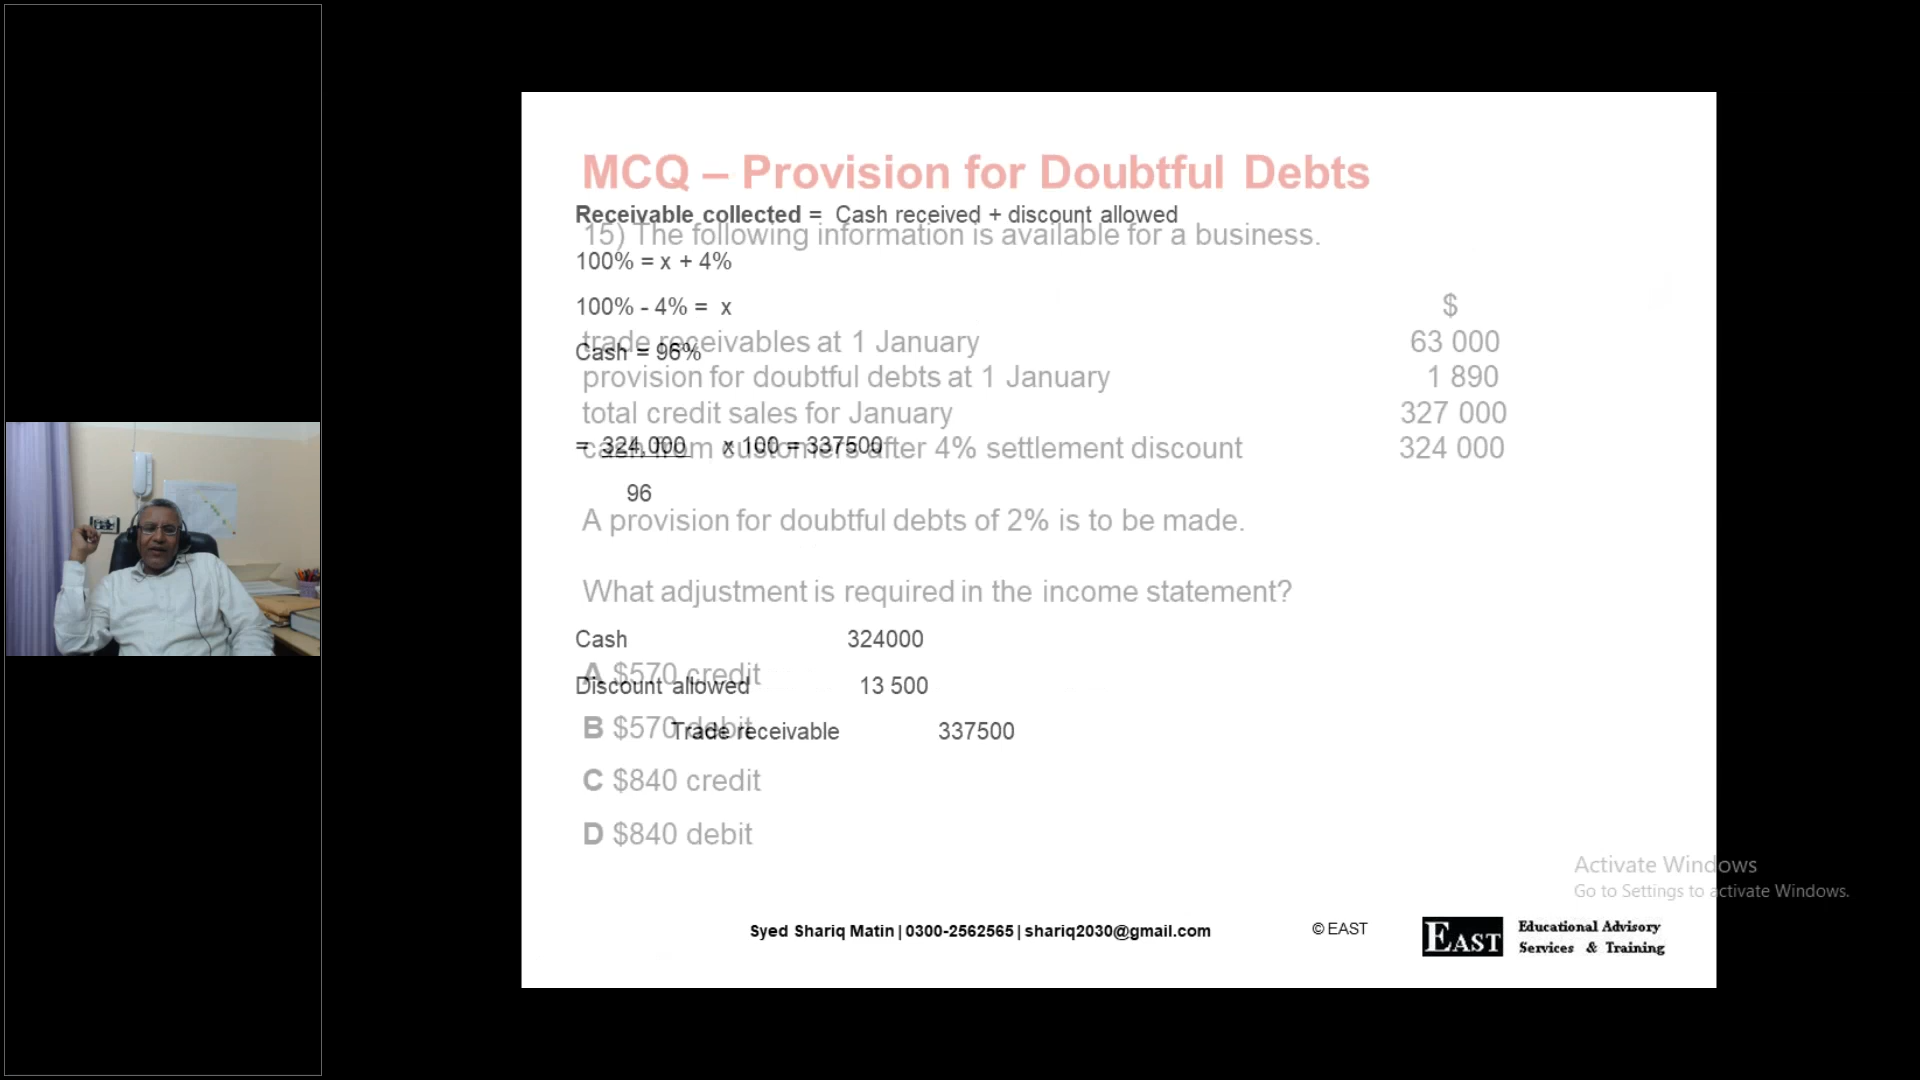 MCQ – Provision for Doubtful Debts
Receivable collected = Cash received + discount allowed
15) The following information is available for a business.
100% = x + 4%
100% - 4% = x
$
trade receivables at 1 January 63 000
Cash = 96%
provision for doubtful debts at 1 January 1 890
total credit sales for January 327 000
= 324,000 x 100 = 337500
cash from customers after 4% settlement discount 324 000
96
A provision for doubtful debts of 2% is to be made.
What adjustment is required in the income statement?
Cash 324000
A $570 credit
Discount allowed 13 500
B $570 debit
Trade receivable 337500
C $840 credit
D $840 debit
Activate Windows
Go to Settings to activate Windows.
Syed Shariq Matin | 0300-2562565 | shariq2030@gmail.com
© EAST
EAST
Educational Advisory
Services & Training